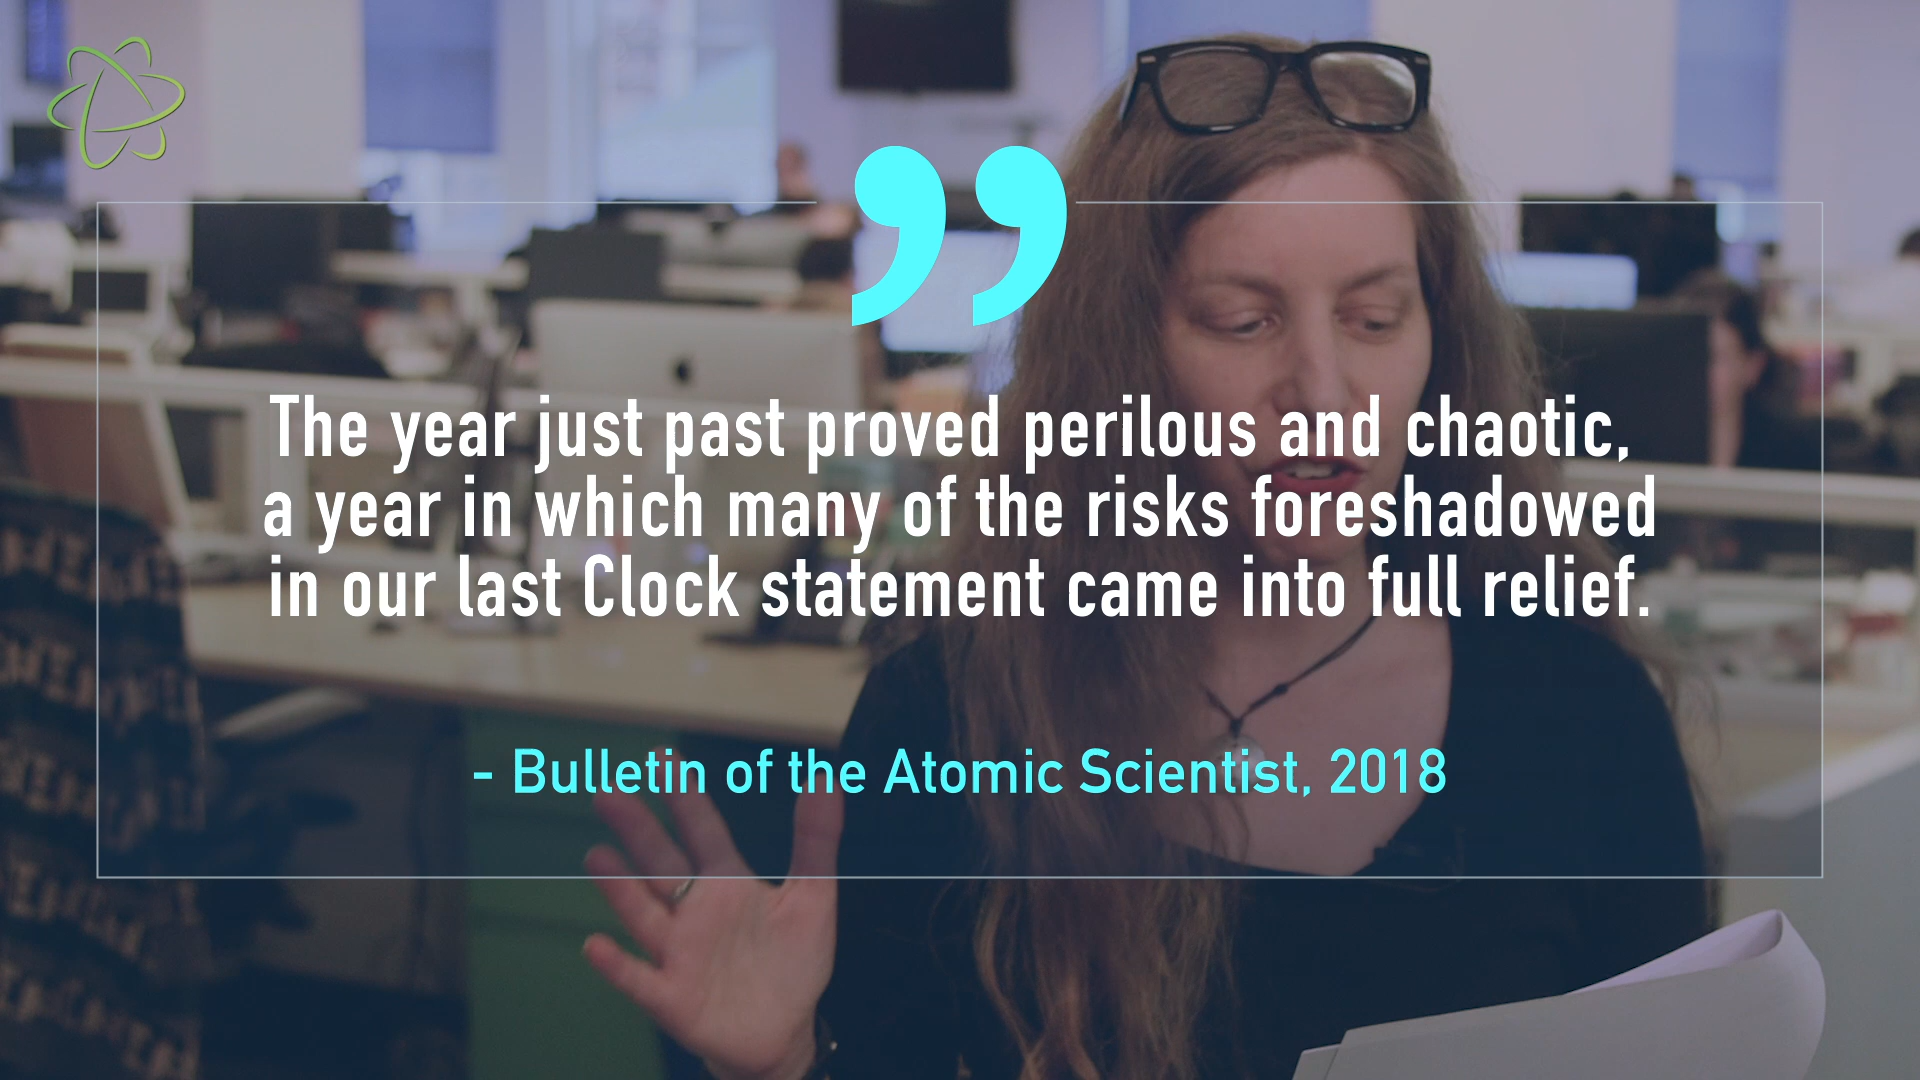 ”
The year just past proved perilous and chaotic,
a year in which many of the risks foreshadowed
in our last Clock statement came into full relief.
- Bulletin of the Atomic Scientist, 2018